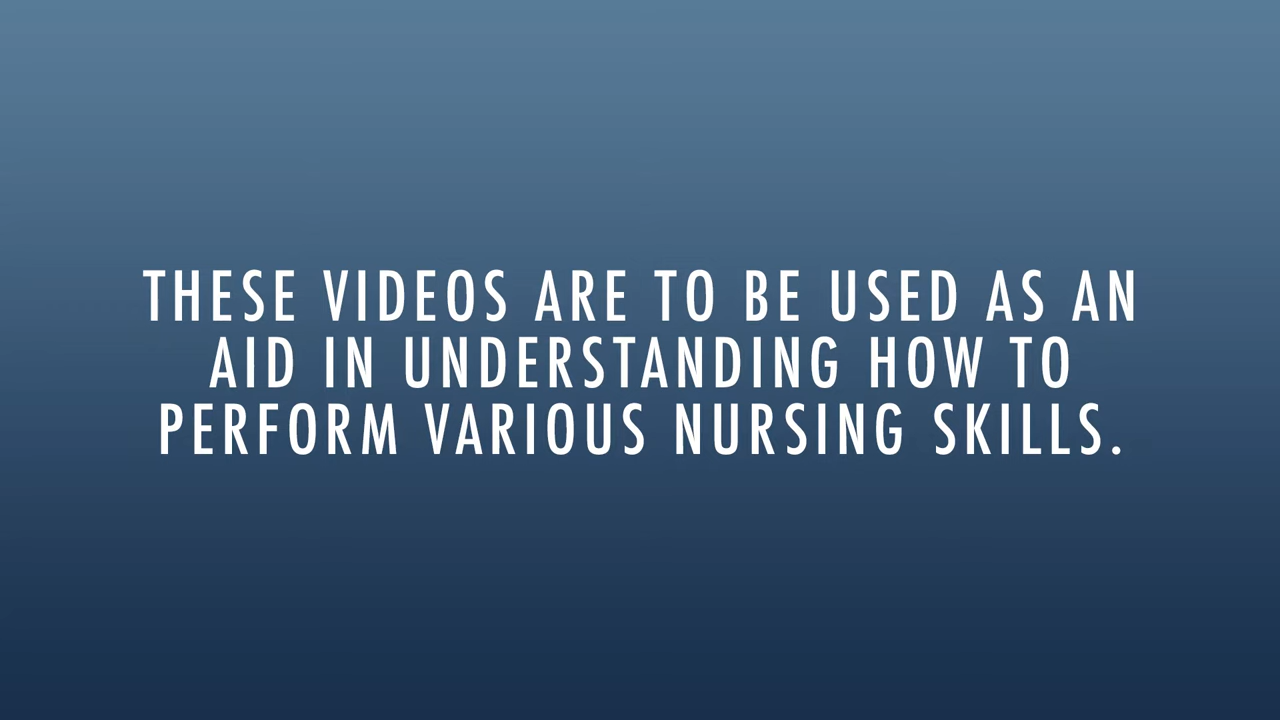 THESE VIDEOS ARE TO BE USED AS AN
AID IN UNDERSTANDING HOW TO
PERFORM VARIOUS NURSING SKILLS.